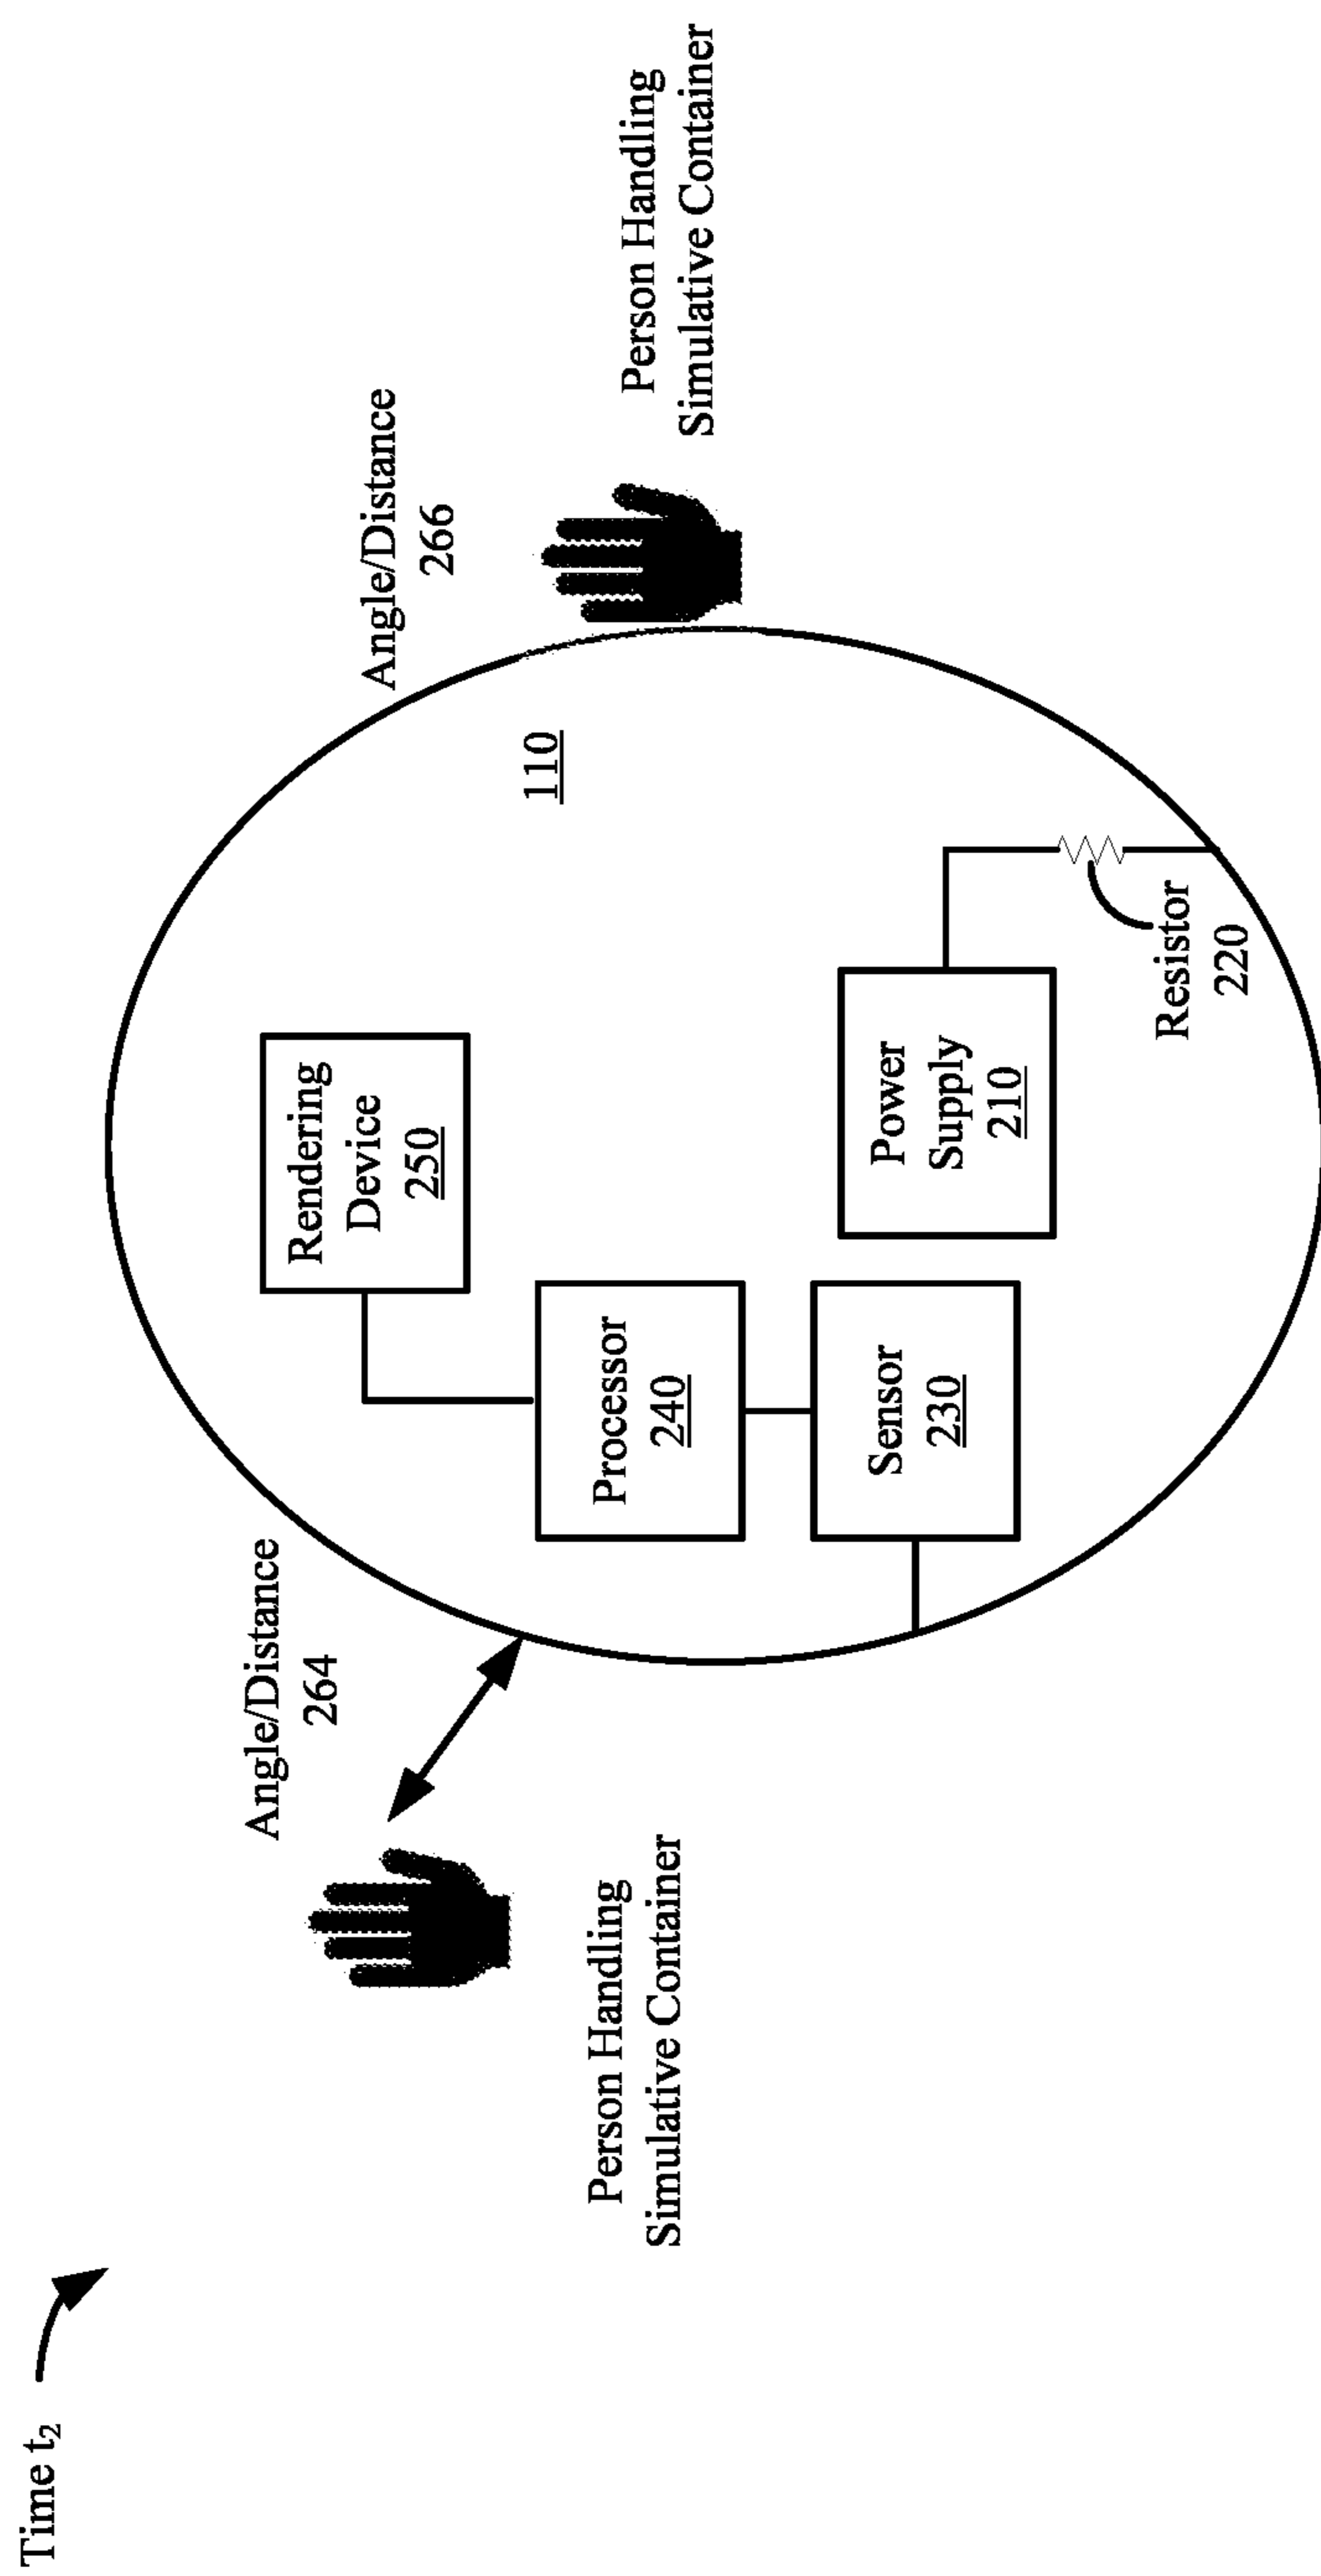 Time t2
Angle/Distance
264
Person Handling
Simulative Container
Rendering
Device
250
Processor
240
Sensor
230
Power
Supply
210
Resistor
220
110
Angle/Distance
266
Person Handling
Simulative Container